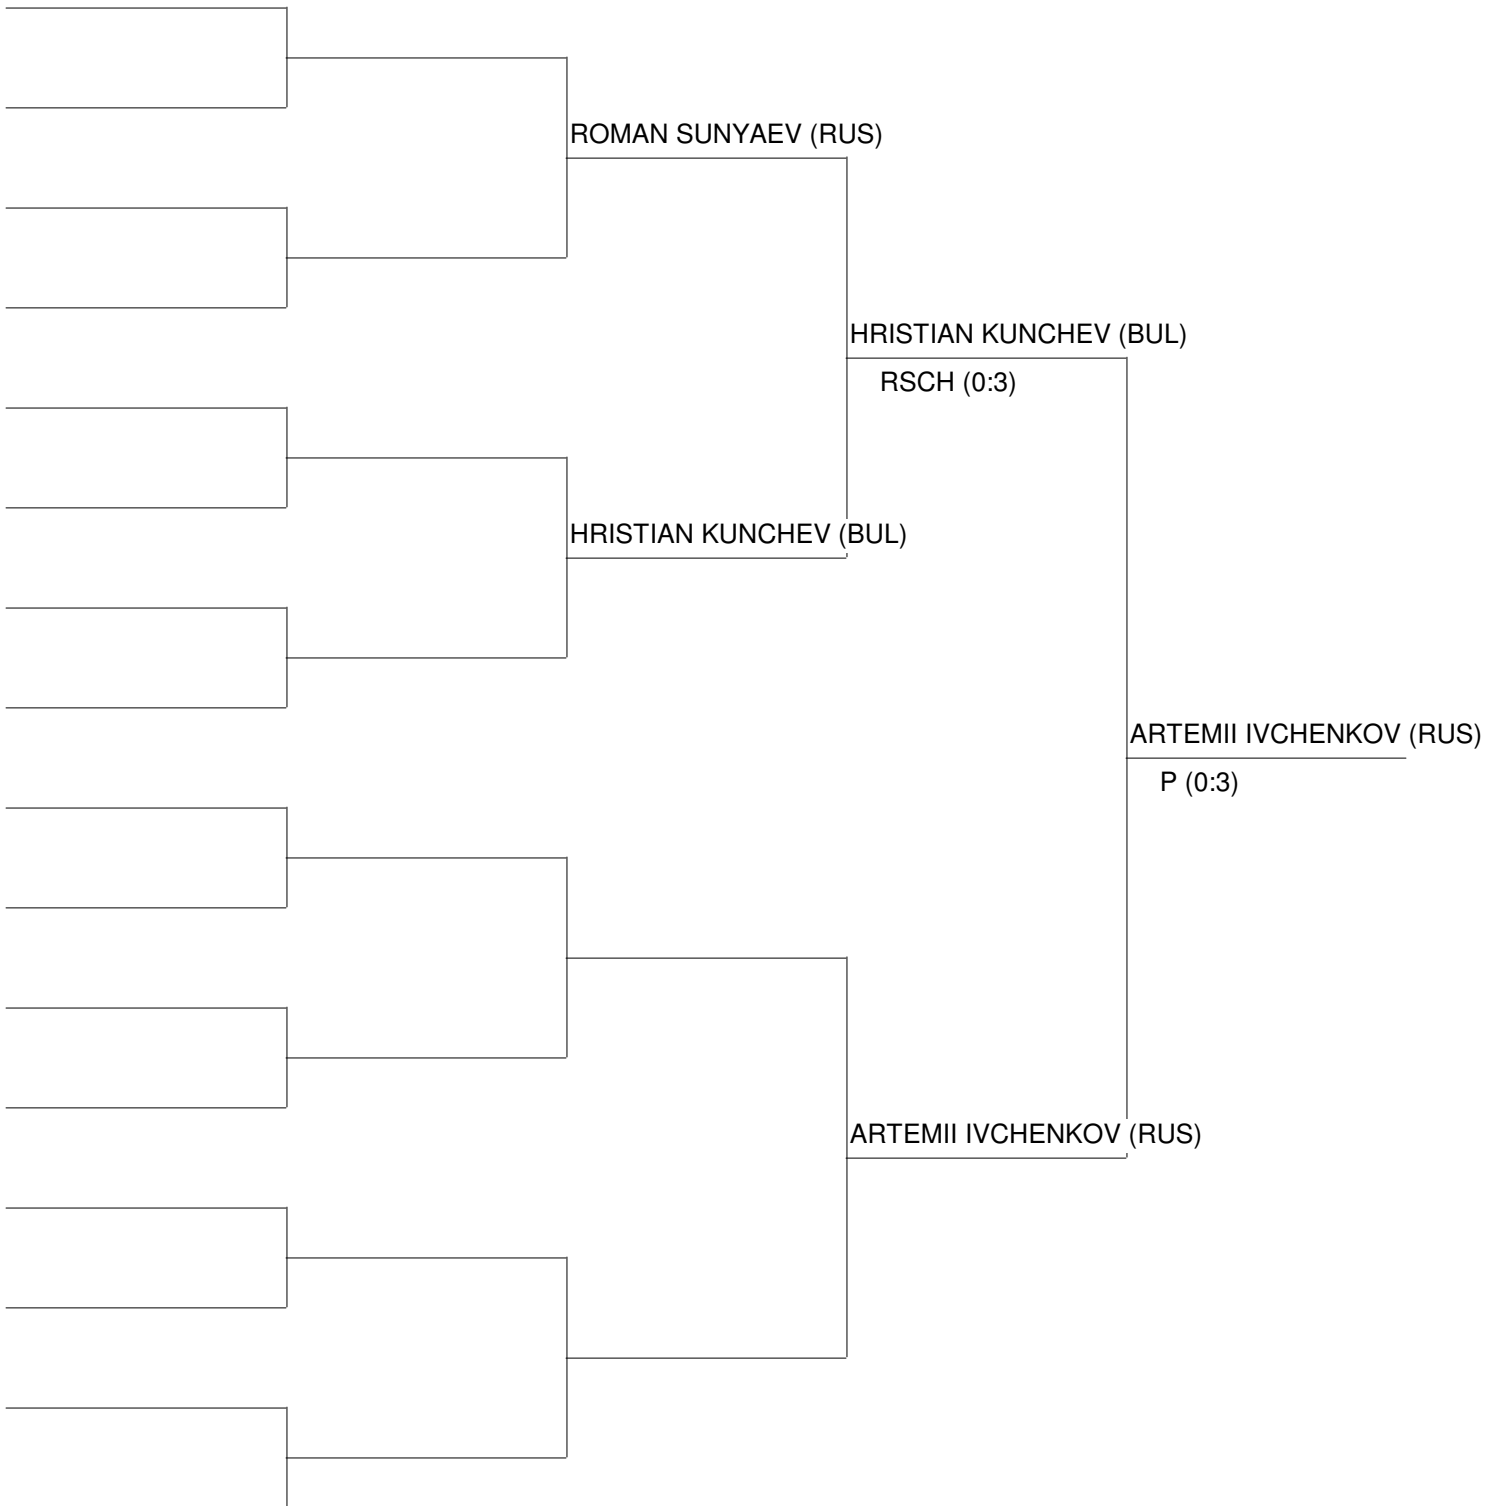 ROMAN SUNYAEV (RUS)
HRISTIAN KUNCHEV (BUL)
RSCH (0:3)
HRISTIAN KUNCHEV (BUL)
ARTEMII IVCHENKOV (RUS)
P (0:3)
ARTEMII IVCHENKOV (RUS)